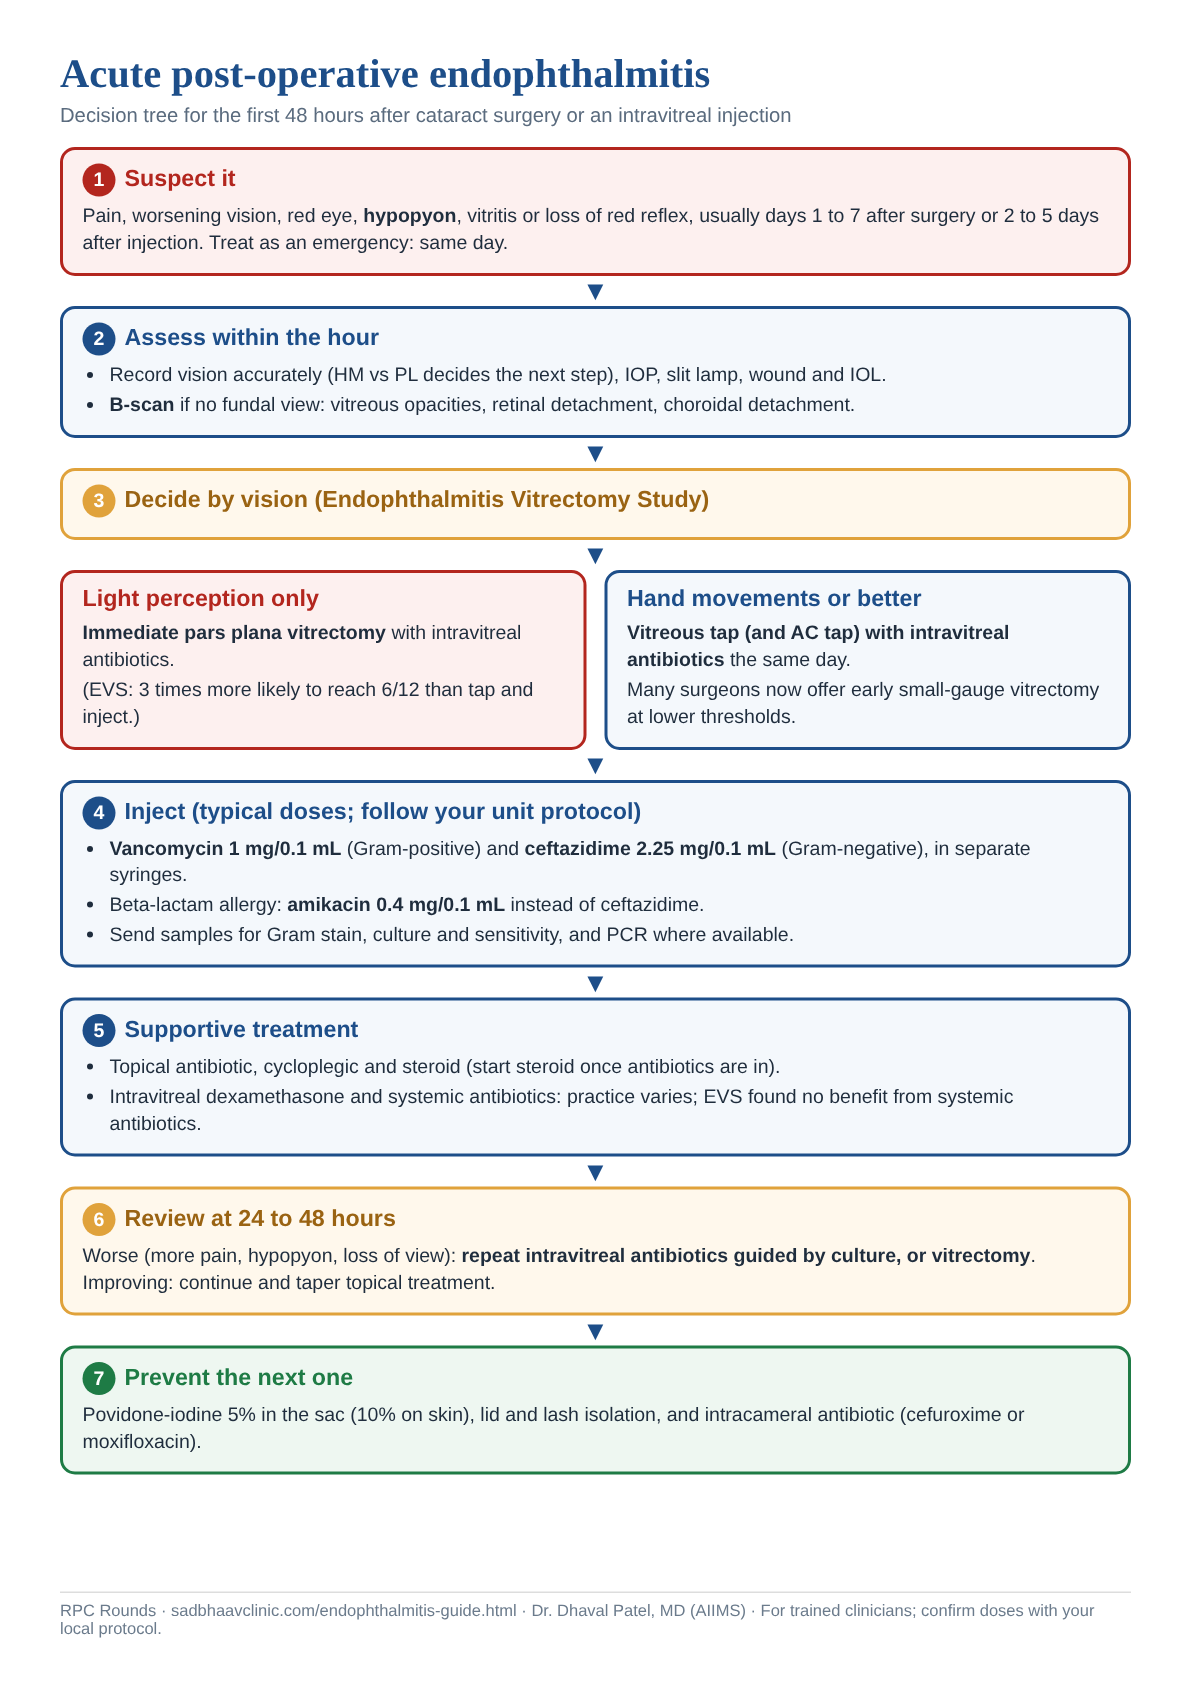 Acute post-operative endophthalmitis
Decision tree for the first 48 hours after cataract surgery or an intravitreal injection
1 Suspect it
Pain, worsening vision, red eye, hypopyon, vitritis or loss of red reflex, usually days 1 to 7 after surgery or 2 to 5 days
after injection. Treat as an emergency: same day.
▼
2 Assess within the hour
• Record vision accurately (HM vs PL decides the next step), IOP, slit lamp, wound and IOL.
• B-scan if no fundal view: vitreous opacities, retinal detachment, choroidal detachment.
▼
3 Decide by vision (Endophthalmitis Vitrectomy Study)
▼
Light perception only
Immediate pars plana vitrectomy with intravitreal
antibiotics.
(EVS: 3 times more likely to reach 6/12 than tap and
inject.)
Hand movements or better
Vitreous tap (and AC tap) with intravitreal
antibiotics the same day.
Many surgeons now offer early small-gauge vitrectomy
at lower thresholds.
▼
4 Inject (typical doses; follow your unit protocol)
• Vancomycin 1 mg/0.1 mL (Gram-positive) and ceftazidime 2.25 mg/0.1 mL (Gram-negative), in separate
syringes.
• Beta-lactam allergy: amikacin 0.4 mg/0.1 mL instead of ceftazidime.
• Send samples for Gram stain, culture and sensitivity, and PCR where available.
▼
5 Supportive treatment
• Topical antibiotic, cycloplegic and steroid (start steroid once antibiotics are in).
• Intravitreal dexamethasone and systemic antibiotics: practice varies; EVS found no benefit from systemic
antibiotics.
▼
6 Review at 24 to 48 hours
Worse (more pain, hypopyon, loss of view): repeat intravitreal antibiotics guided by culture, or vitrectomy.
Improving: continue and taper topical treatment.
▼
7 Prevent the next one
Povidone-iodine 5% in the sac (10% on skin), lid and lash isolation, and intracameral antibiotic (cefuroxime or
moxifloxacin).
RPC Rounds · sadbhaavclinic.com/endophthalmitis-guide.html · Dr. Dhaval Patel, MD (AIIMS) · For trained clinicians; confirm doses with your
local protocol.